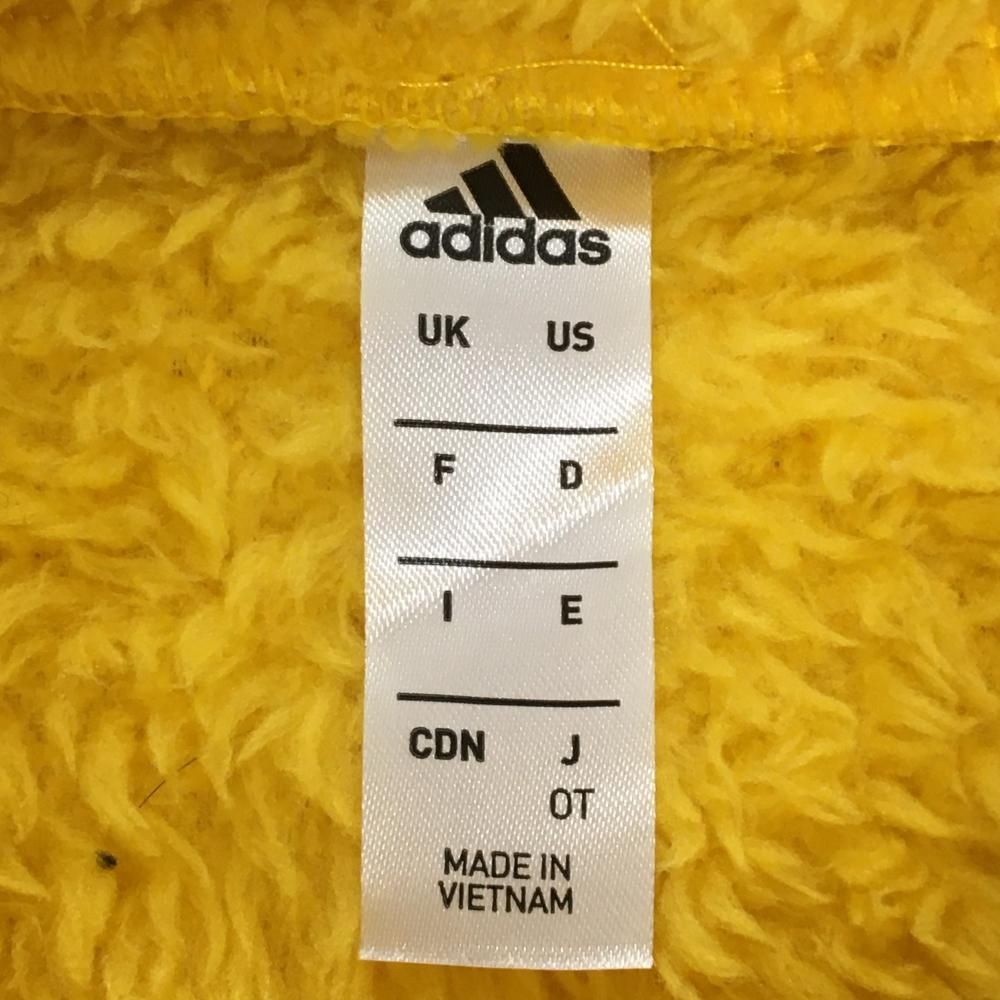 adidas
UK US
F D
I E
CDN J
OT
MADE IN
VIETNAM